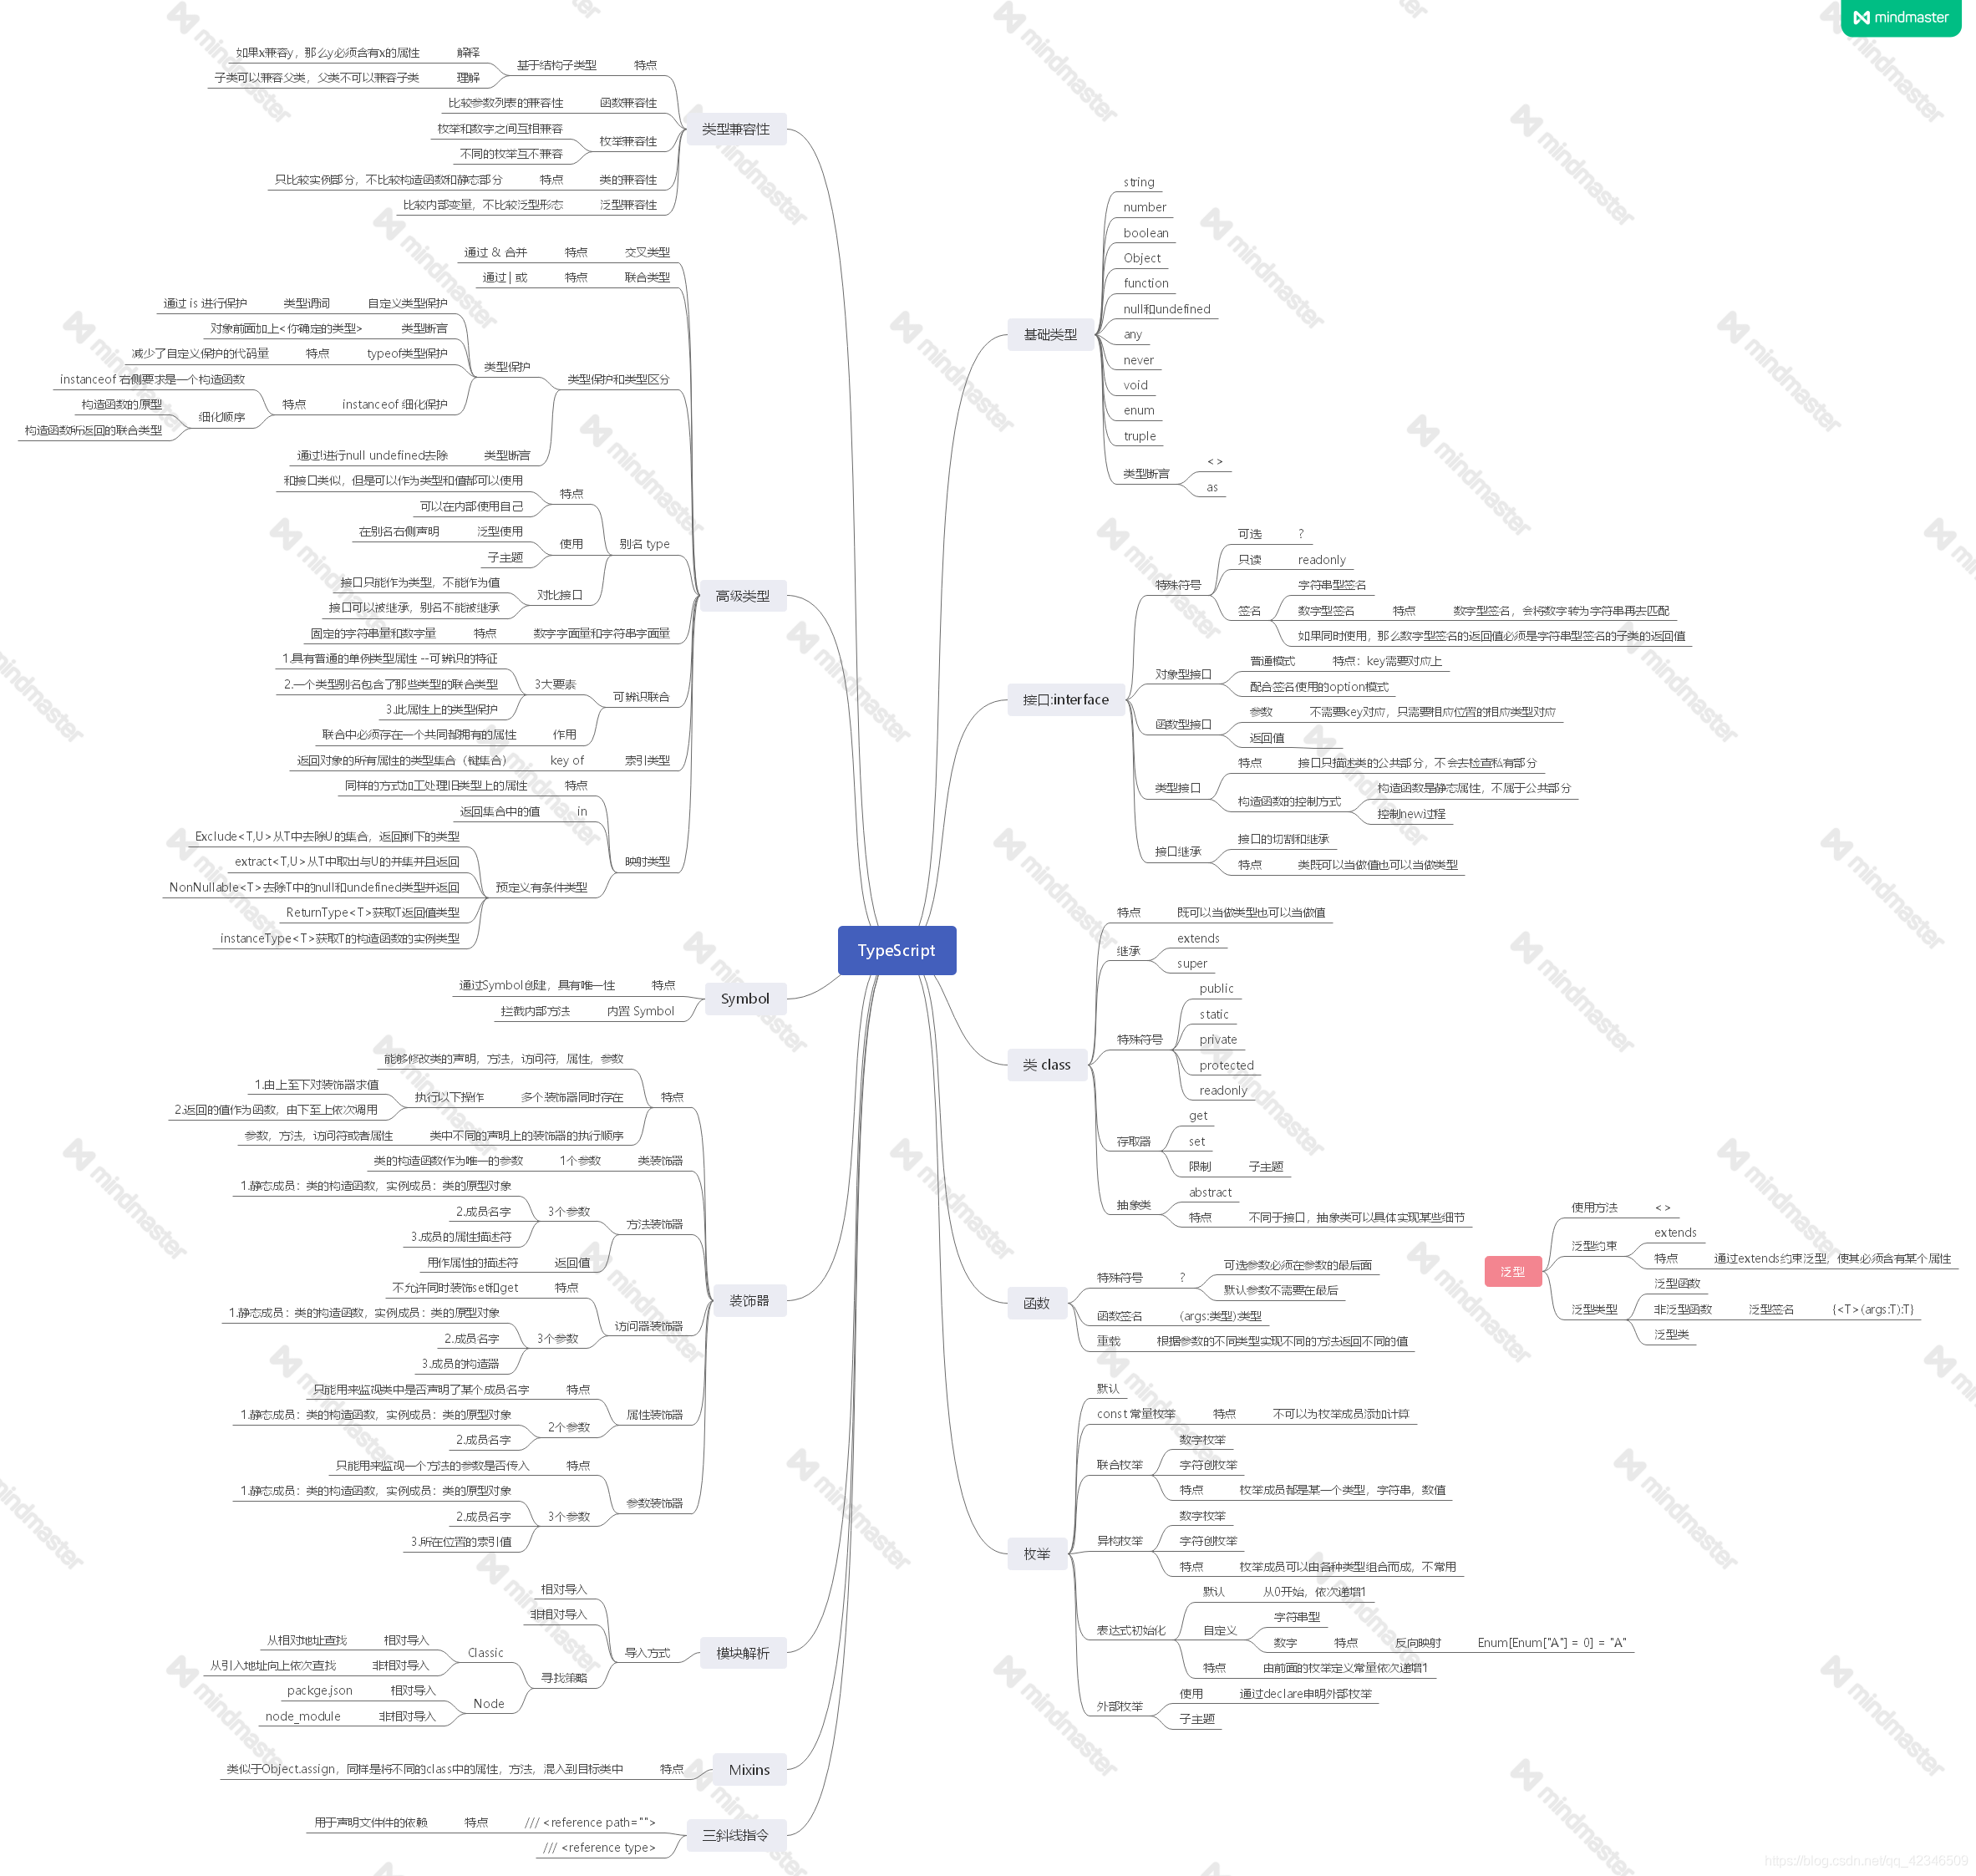 mindmaster
TypeScript
类型兼容性
特点
基于结构子类型
解释
如果x兼容y，那么y必须含有x的属性
理解
子类可以兼容父类，父类不可以兼容子类
函数兼容性
比较参数列表的兼容性
枚举兼容性
枚举和数字之间互相兼容
不同的枚举互不兼容
类的兼容性
特点
只比较实例部分，不比较构造函数和静态部分
泛型兼容性
比较内部变量，不比较泛型形态
高级类型
交叉类型
特点
通过 & 合并
联合类型
特点
通过 | 或
类型保护和类型区分
类型保护
自定义类型保护
类型谓词
通过 is 进行保护
类型断言
对象前面加上<你确定的类型>
typeof类型保护
特点
减少了自定义保护的代码量
instanceof 细化保护
特点
instanceof 右侧要求是一个构造函数
细化顺序
构造函数的原型
构造函数所返回的联合类型
类型断言
通过!进行null undefined去除
别名 type
特点
和接口类似，但是可以作为类型和值都可以使用
可以在内部使用自己
使用
泛型使用
在别名右侧声明
子主题
对比接口
接口只能作为类型，不能作为值
接口可以被继承，别名不能被继承
数字字面量和字符串字面量
特点
固定的字符串量和数字量
可辨识联合
3大要素
1.具有普通的单例类型属性 --可辨识的特征
2.一个类型别名包含了那些类型的联合类型
3.此属性上的类型保护
作用
联合中必须存在一个共同都拥有的属性
索引类型
key of
返回对象的所有属性的类型集合（键集合）
映射类型
特点
同样的方式加工处理旧类型上的属性
in
返回集合中的值
预定义有条件类型
Exclude<T,U>从T中去除U的集合，返回剩下的类型
extract<T,U>从T中取出与U的并集并且返回
NonNullable<T>去除T中的null和undefined类型并返回
ReturnType<T>获取T返回值类型
instanceType<T>获取T的构造函数的实例类型
Symbol
特点
通过Symbol创建，具有唯一性
内置 Symbol
拦截内部方法
装饰器
特点
能够修改类的声明，方法，访问符，属性，参数
多个装饰器同时存在
执行以下操作
1.由上至下对装饰器求值
2.返回的值作为函数，由下至上依次调用
类中不同的声明上的装饰器的执行顺序
参数，方法，访问符或者属性
类装饰器
1个参数
类的构造函数作为唯一的参数
方法装饰器
3个参数
1.静态成员：类的构造函数，实例成员：类的原型对象
2.成员名字
3.成员的属性描述符
返回值
用作属性的描述符
访问器装饰器
特点
不允许同时装饰set和get
3个参数
1.静态成员：类的构造函数，实例成员：类的原型对象
2.成员名字
3.成员的构造器
属性装饰器
特点
只能用来监视类中是否声明了某个成员名字
2个参数
1.静态成员：类的构造函数，实例成员：类的原型对象
2.成员名字
参数装饰器
特点
只能用来监视一个方法的参数是否传入
3个参数
1.静态成员：类的构造函数，实例成员：类的原型对象
2.成员名字
3.所在位置的索引值
模块解析
导入方式
相对导入
非相对导入
寻找策略
Classic
相对导入
从相对地址查找
非相对导入
从引入地址向上依次查找
Node
相对导入
packge.json
非相对导入
node_module
Mixins
特点
类似于Object.assign，同样是将不同的class中的属性，方法，混入到目标类中
三斜线指令
/// <reference path="">
特点
用于声明文件件的依赖
/// <reference type>
基础类型
string
number
boolean
Object
function
null和undefined
any
never
void
enum
truple
类型断言
<>
as
接口:interface
特殊符号
可选
?
只读
readonly
签名
字符串型签名
数字型签名
特点
数字型签名，会将数字转为字符串再去匹配
如果同时使用，那么数字型签名的返回值必须是字符串型签名的子类的返回值
对象型接口
普通模式
特点：key需要对应上
配合签名使用的option模式
函数型接口
参数
不需要key对应，只需要相应位置的相应类型对应
返回值
类型接口
特点
接口只描述类的公共部分，不会去检查私有部分
构造函数的控制方式
构造函数是静态属性，不属于公共部分
控制new过程
接口继承
接口的切割和继承
特点
类既可以当做值也可以当做类型
类 class
特点
既可以当做类型也可以当做值
继承
extends
super
特殊符号
public
static
private
protected
readonly
存取器
get
set
限制
子主题
抽象类
abstract
特点
不同于接口，抽象类可以具体实现某些细节
函数
特殊符号
?
可选参数必须在参数的最后面
默认参数不需要在最后
函数签名
(args:类型):类型
重载
根据参数的不同类型实现不同的方法返回不同的值
枚举
默认
const 常量枚举
特点
不可以为枚举成员添加计算
联合枚举
数字枚举
字符创枚举
特点
枚举成员都是某一个类型，字符串，数值
异构枚举
数字枚举
字符创枚举
特点
枚举成员可以由各种类型组合而成，不常用
表达式初始化
默认
从0开始，依次递增1
自定义
字符串型
数字
特点
反向映射
Enum[Enum["A"] = 0] = "A"
特点
由前面的枚举定义常量依次递增1
外部枚举
使用
通过declare申明外部枚举
子主题
泛型
使用方法
<>
泛型约束
extends
特点
通过extends约束泛型，使其必须含有某个属性
泛型类型
泛型函数
非泛型函数
泛型签名
{<T>(args:T):T}
泛型类
https://blog.csdn.net/qq_42346509